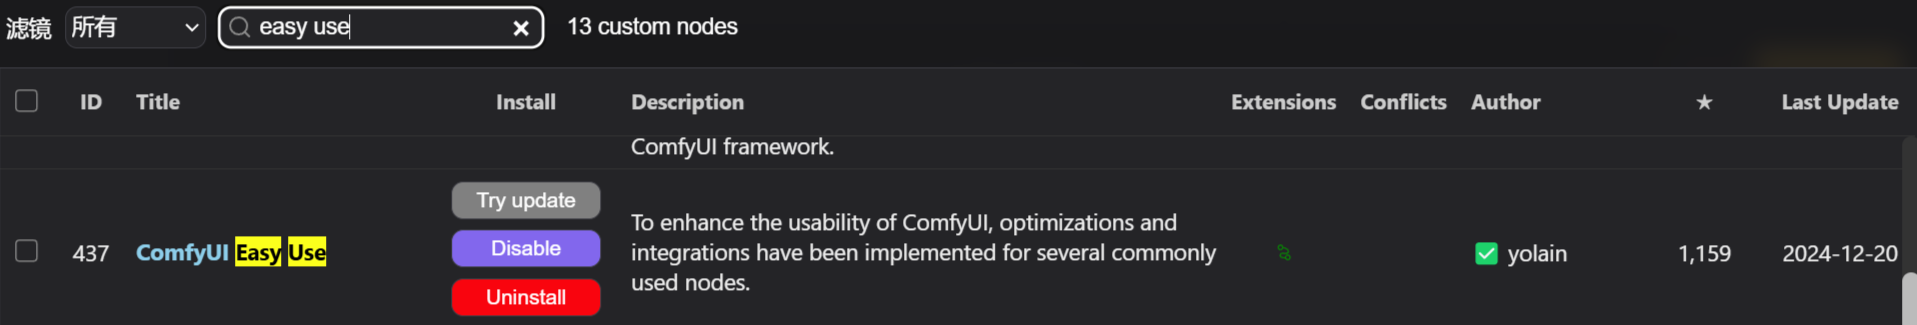 滤镜 所有 easy use 13 custom nodes
ID Title Install Description Extensions Conflicts Author ★ Last Update
ComfyUI framework.
Try update
Disable
Uninstall
437 ComfyUI Easy Use
To enhance the usability of ComfyUI, optimizations and
integrations have been implemented for several commonly
used nodes.
yolain 1,159 2024-12-20